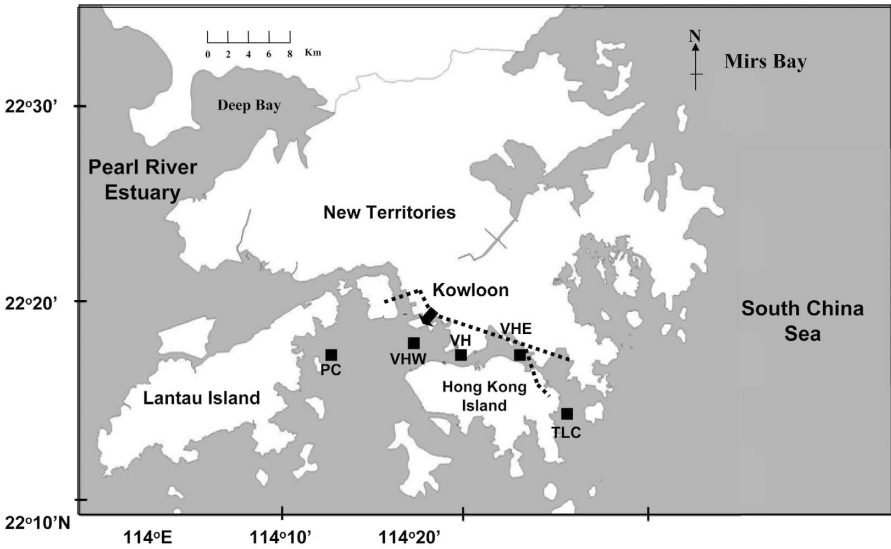 N
Mirs Bay
0 2 4 6 8 Km
Deep Bay
22°30’
Pearl River
Estuary
New Territories
22°20’
Kowloon
South China
Sea
VHE
VH
VHW
PC
Hong Kong
Island
Lantau Island
TLC
22°10’N
114°E 114°10’ 114°20’